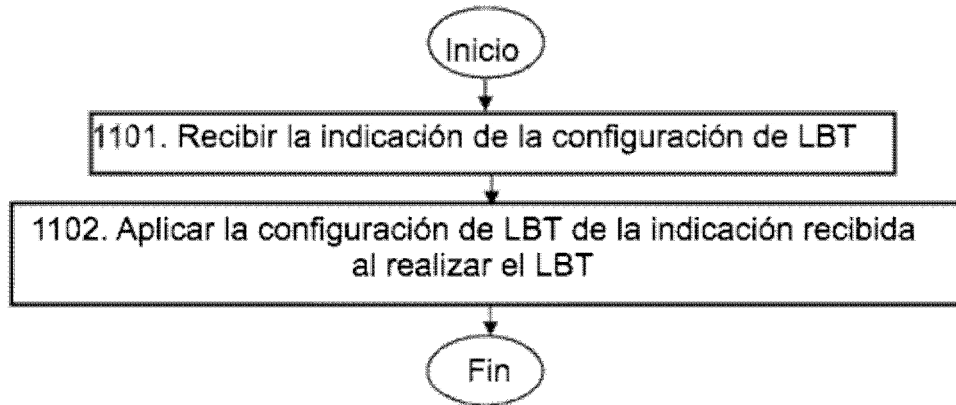 Inicio
1101. Recibir la indicación de la configuración de LBT
1102. Aplicar la configuración de LBT de la indicación recibida
al realizar el LBT
Fin